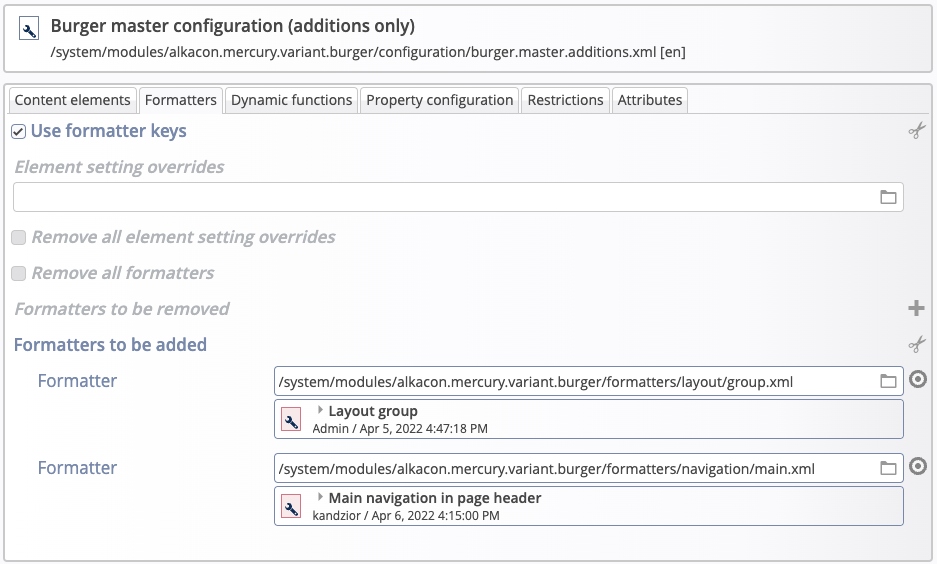 Burger master configuration (additions only)
/system/modules/alkacon.mercury.variant.burger/configuration/burger.master.additions.xml [en]
Content elements Formatters Dynamic functions Property configuration Restrictions Attributes
Use formatter keys
Element setting overrides
Remove all element setting overrides
Remove all formatters
Formatters to be removed
Formatters to be added
Formatter /system/modules/alkacon.mercury.variant.burger/formatters/layout/group.xml
Layout group
Admin / Apr 5, 2022 4:47:18 PM
Formatter /system/modules/alkacon.mercury.variant.burger/formatters/navigation/main.xml
Main navigation in page header
kandzior / Apr 6, 2022 4:15:00 PM